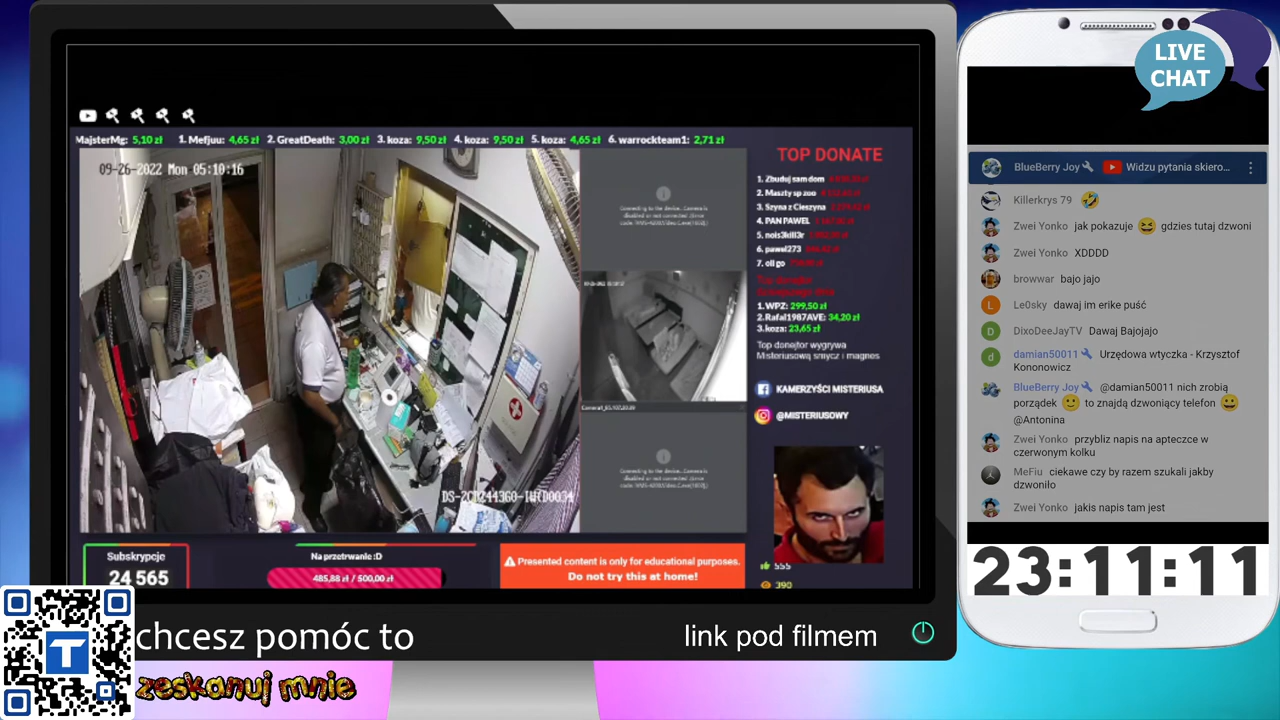 LIVE
CHAT
MajsterMg: 5,10 zł 1. Mefjuu: 4,65 zł 2. GreatDeath: 3,00 zł 3. koza: 9,50 zł 4. koza: 9,50 zł 5. koza: 4,65 zł 6. warrockteam1: 2,71 zł
09-26-2022 Mon 05:10:16
DS-2CD2443G0-IW
TOP DONATE
1. Zbuduj sam dom
2. Maszty sp zoo
3. Szyna z Cieszyna
4. PAN PAWEL
5. nois3kill3r
6. pawel273
7. oli go
1. WPZ: 299,50 zł
2. Rafal1987AVE: 34,20 zł
3. koza: 23,65 zł
Top donejtor wygrywa
Misteriusową smycz i magnes
KAMERZYŚCI MISTERIUSA
@MISTERIUSOWY
555
390
Subskrypcje
24 565
Na przetrwanie :D
485,88 zł / 500,00 zł
Presented content is only for educational purposes.
Do not try this at home!
BlueBerry Joy Widzu pytania skiero...
Killerkrys 79
Zwei Yonko jak pokazuje gdzies tutaj dzwoni
Zwei Yonko XDDDD
browwar bajo jajo
Le0sky dawaj im erike puść
DixoDeeJayTV Dawaj Bajojajo
damian50011 Urzędowa wtyczka - Krzysztof
Kononowicz
BlueBerry Joy @damian50011 nich zrobią
porządek to znajdą dzwoniący telefon
@Antonina
Zwei Yonko przybliz napis na apteczce w
czerwonym kolku
MeFiu ciekawe czy by razem szukali jakby
dzwoniło
Zwei Yonko jakis napis tam jest
23:11:11
chcesz pomóc to
link pod filmem
T
zeskanuj mnie